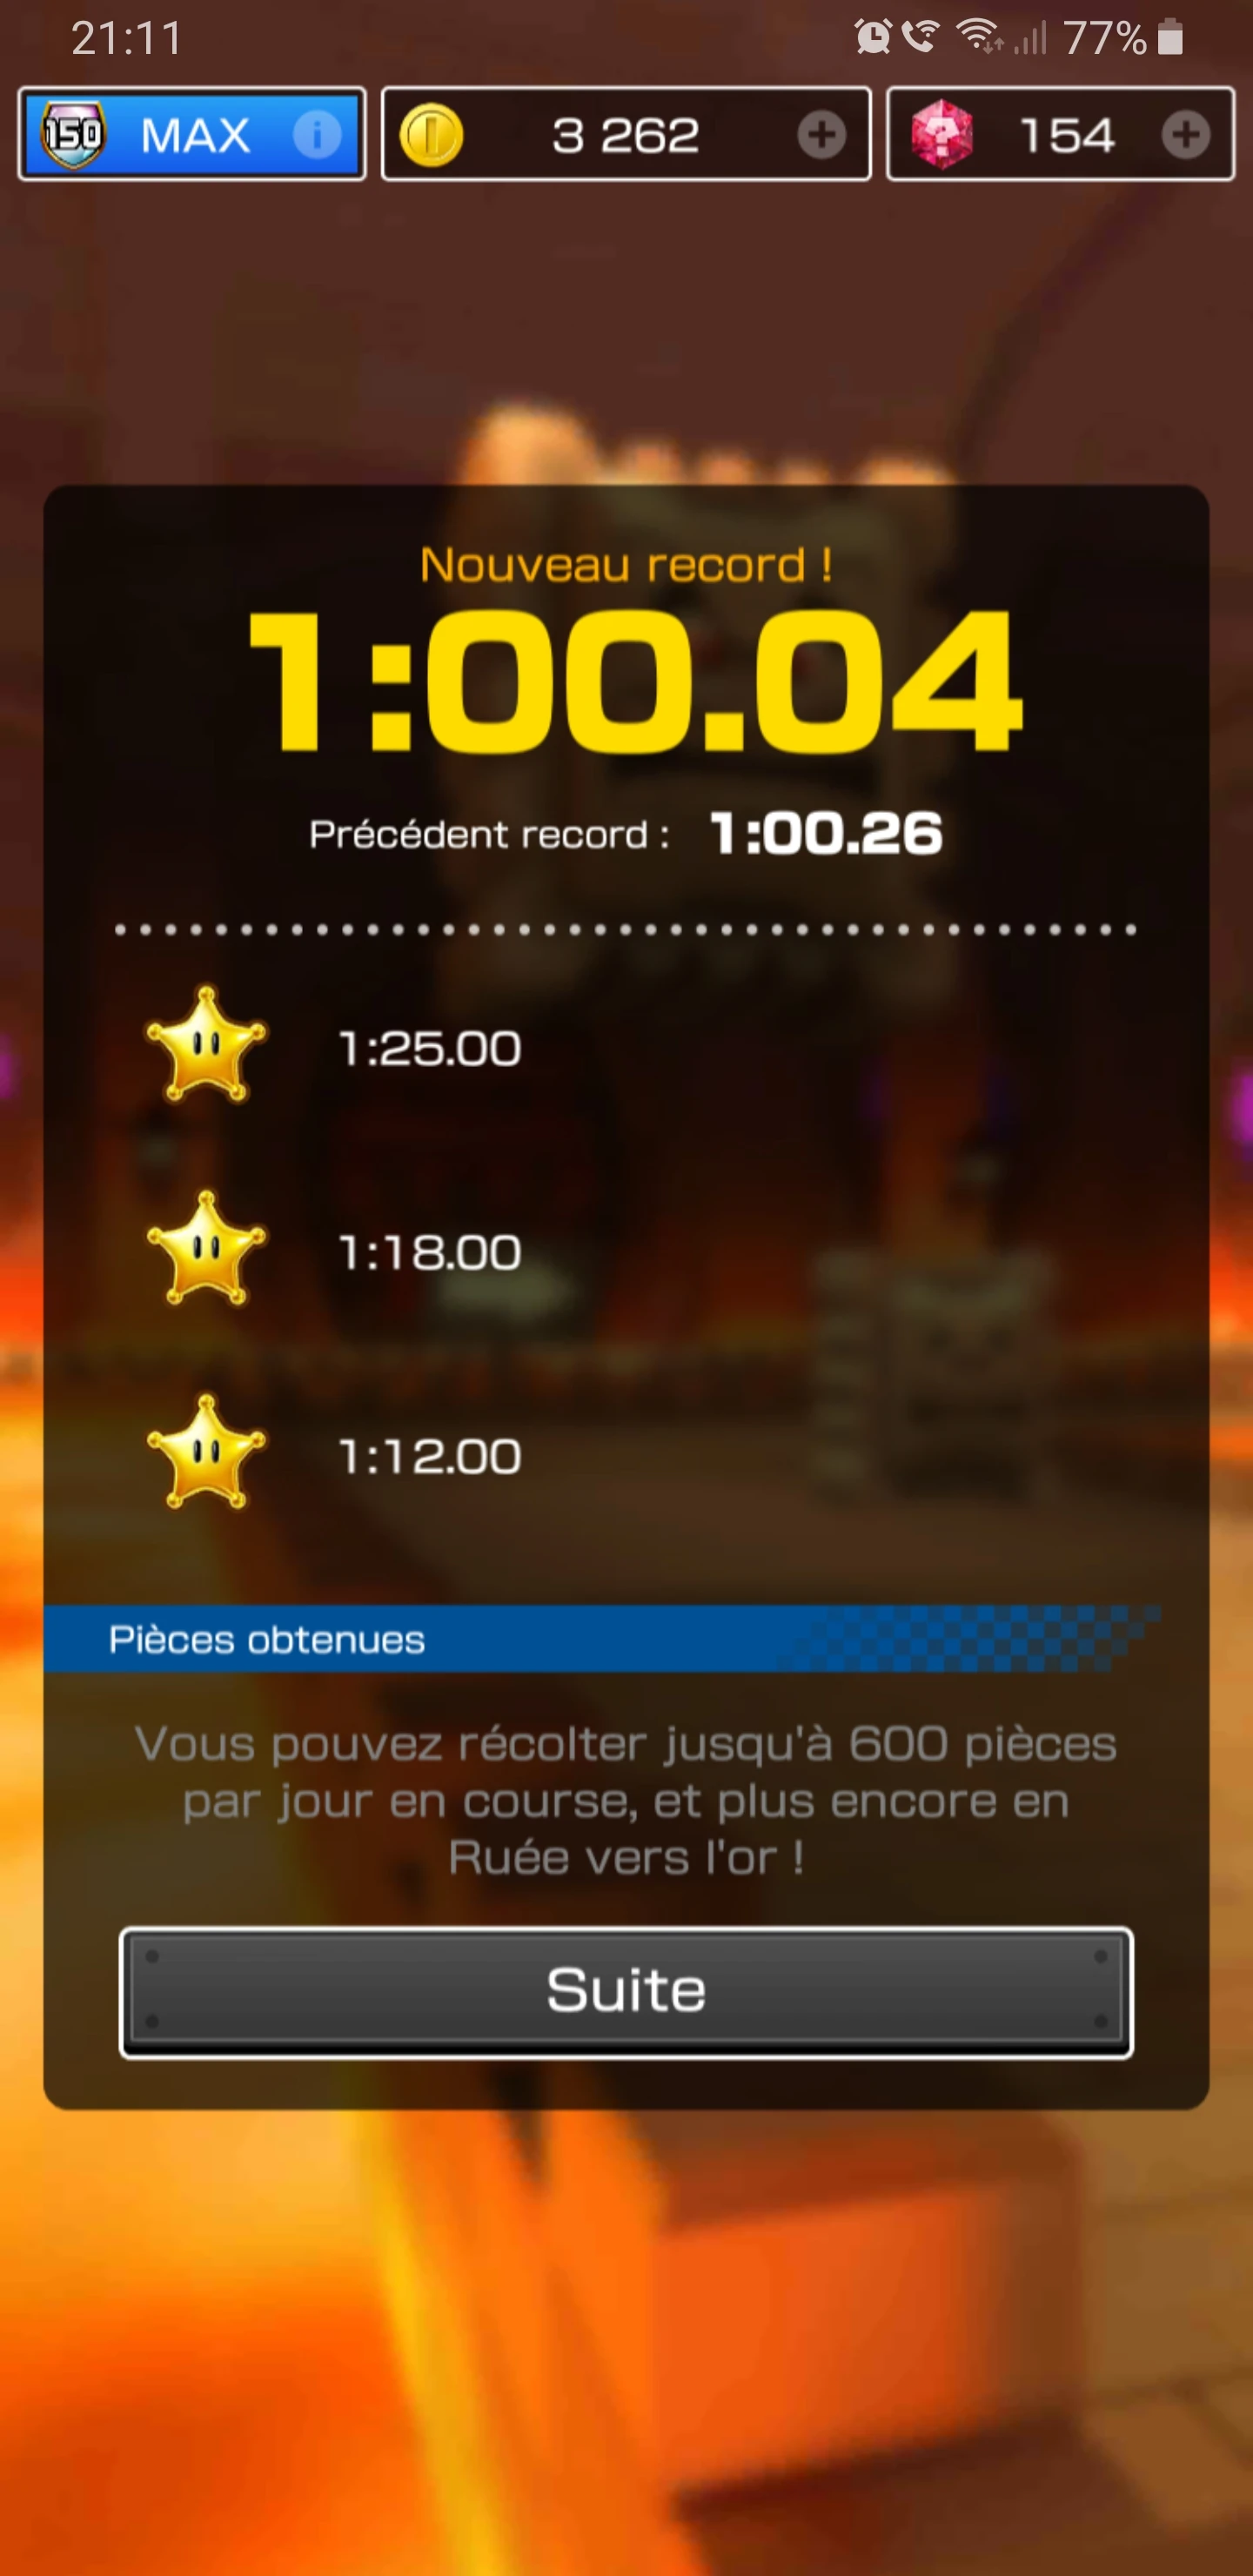 21:11 77%
150 MAX 3 262 154
Nouveau record !
1:00.04
Précédent record : 1:00.26
1:25.00
1:18.00
1:12.00
Pièces obtenues
Vous pouvez récolter jusqu'à 600 pièces
par jour en course, et plus encore en
Ruée vers l'or !
Suite